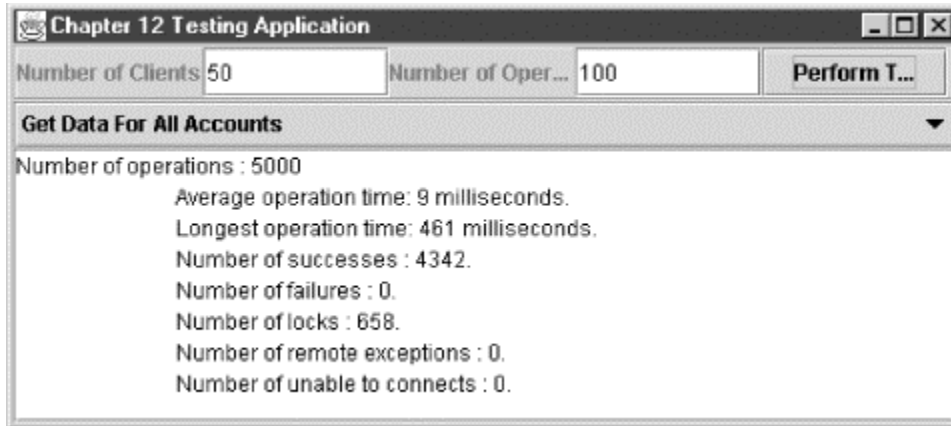 Chapter 12 Testing Application
Number of Clients 50 Number of Oper... 100 Perform T...
Get Data For All Accounts
Number of operations : 5000
Average operation time: 9 milliseconds.
Longest operation time: 461 milliseconds.
Number of successes : 4342.
Number of failures : 0.
Number of locks : 658.
Number of remote exceptions : 0.
Number of unable to connects : 0.